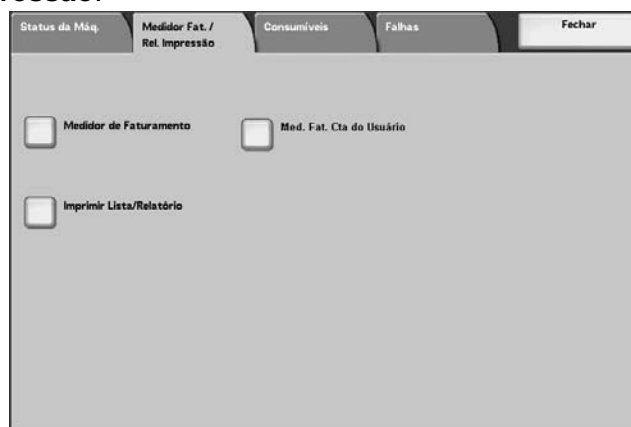 Status da Máq.
Medidor Fat. /
Rel. Impressão
Consumíveis
Falhas
Fechar
Medidor de Faturamento
Med. Fat. Cta do Usuário
Imprimir Lista/Relatório